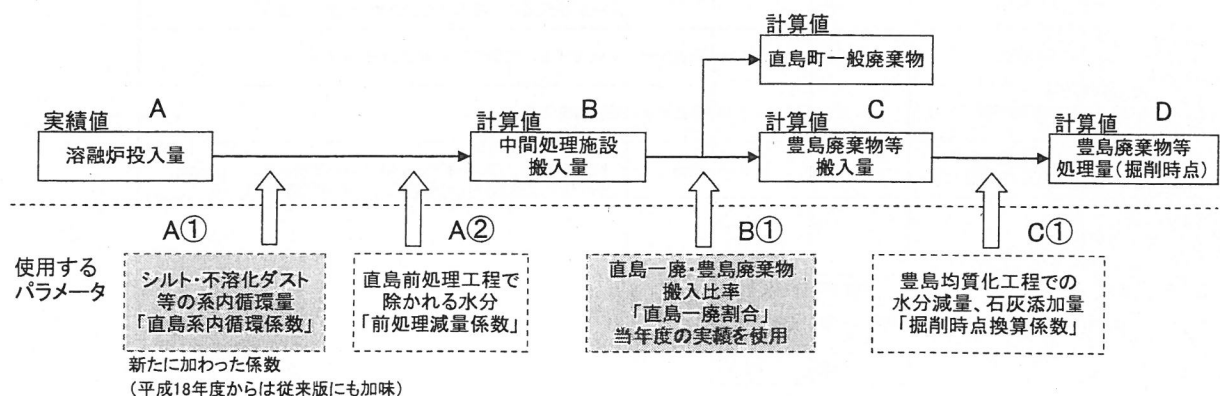 計算値
直島町一般廃棄物
実績値 A
溶融炉投入量
計算値 B
中間処理施設
搬入量
計算値 C
豊島廃棄物等
搬入量
計算値 D
豊島廃棄物等
処理量(掘削時点)
使用する
パラメータ
A①
シルト・不溶化ダスト
等の系内循環量
「直島系内循環係数」
新たに加わった係数
(平成18年度からは従来版にも加味)
A②
直島前処理工程で
除かれる水分
「前処理減量係数」
B①
直島一廃・豊島廃棄物
搬入比率
「直島一廃割合」
当年度の実績を使用
C①
豊島均質化工程での
水分減量、石灰添加量
「掘削時点換算係数」